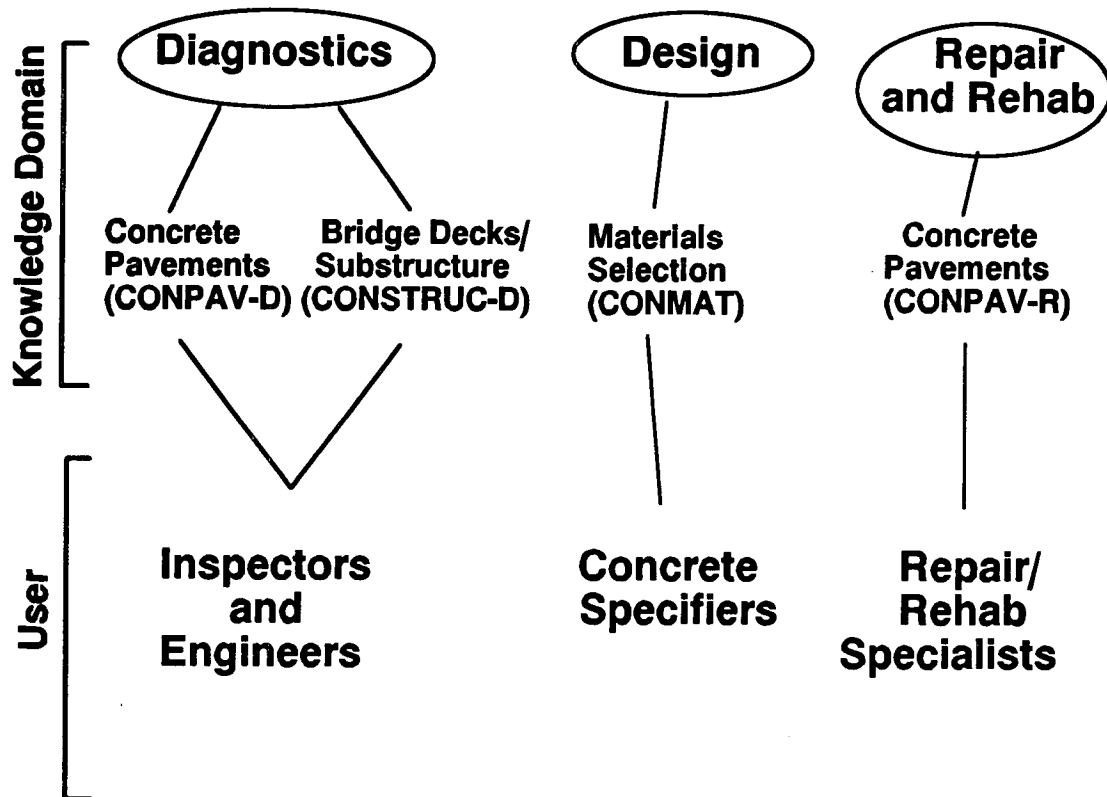 Knowledge Domain
Diagnostics
Concrete
Pavements
(CONPAV-D)
Bridge Decks/
Substructure
(CONSTRUC-D)
Design
Materials
Selection
(CONMAT)
Repair
and Rehab
Concrete
Pavements
(CONPAV-R)
User
Inspectors
and
Engineers
Concrete
Specifiers
Repair/
Rehab
Specialists